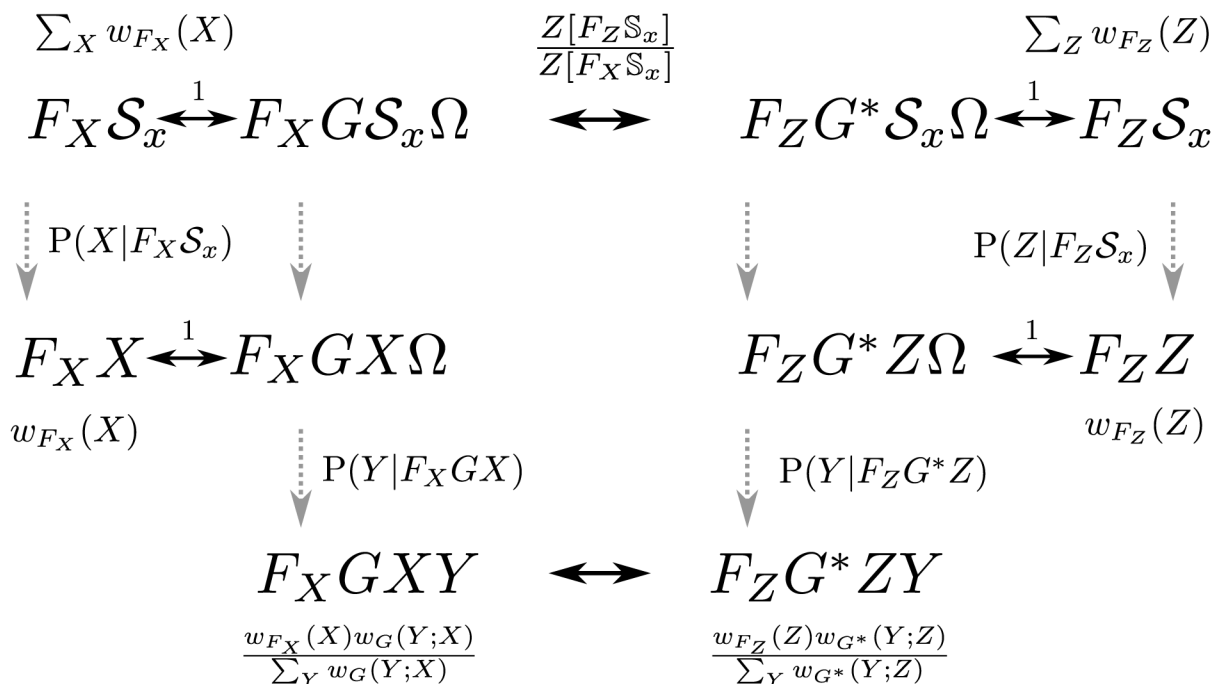 ∑_X w_{F_X}(X)    Z[F_Z 𝕊_x] / Z[F_X 𝕊_x]    ∑_Z w_{F_Z}(Z)
F_X 𝒮_x ↔ F_X G 𝒮_x Ω ↔ F_Z G* 𝒮_x Ω ↔ F_Z 𝒮_x
1    1
P(X|F_X 𝒮_x)    P(Z|F_Z 𝒮_x)
1    1
F_X X ↔ F_X G X Ω    F_Z G* Z Ω ↔ F_Z Z
w_{F_X}(X)    w_{F_Z}(Z)
P(Y|F_X G X)    P(Y|F_Z G* Z)
F_X G X Y ↔ F_Z G* Z Y
w_{F_X}(X) w_G(Y;X) / ∑_Y w_G(Y;X)    w_{F_Z}(Z) w_{G*}(Y;Z) / ∑_Y w_{G*}(Y;Z)